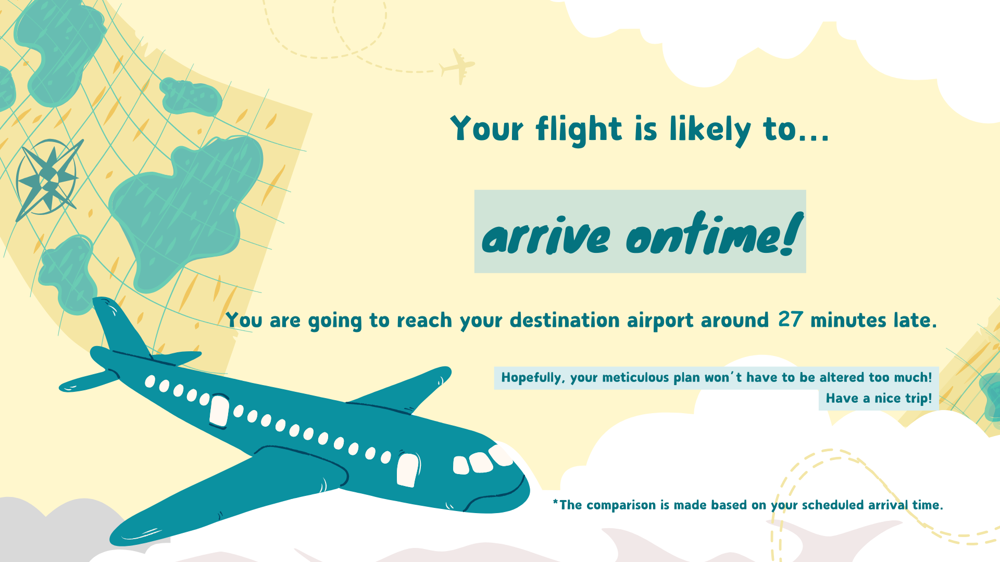 Your flight is likely to...
arrive ontime!
You are going to reach your destination airport around 27 minutes late.
Hopefully, your meticulous plan won't have to be altered too much!
Have a nice trip!
*The comparison is made based on your scheduled arrival time.